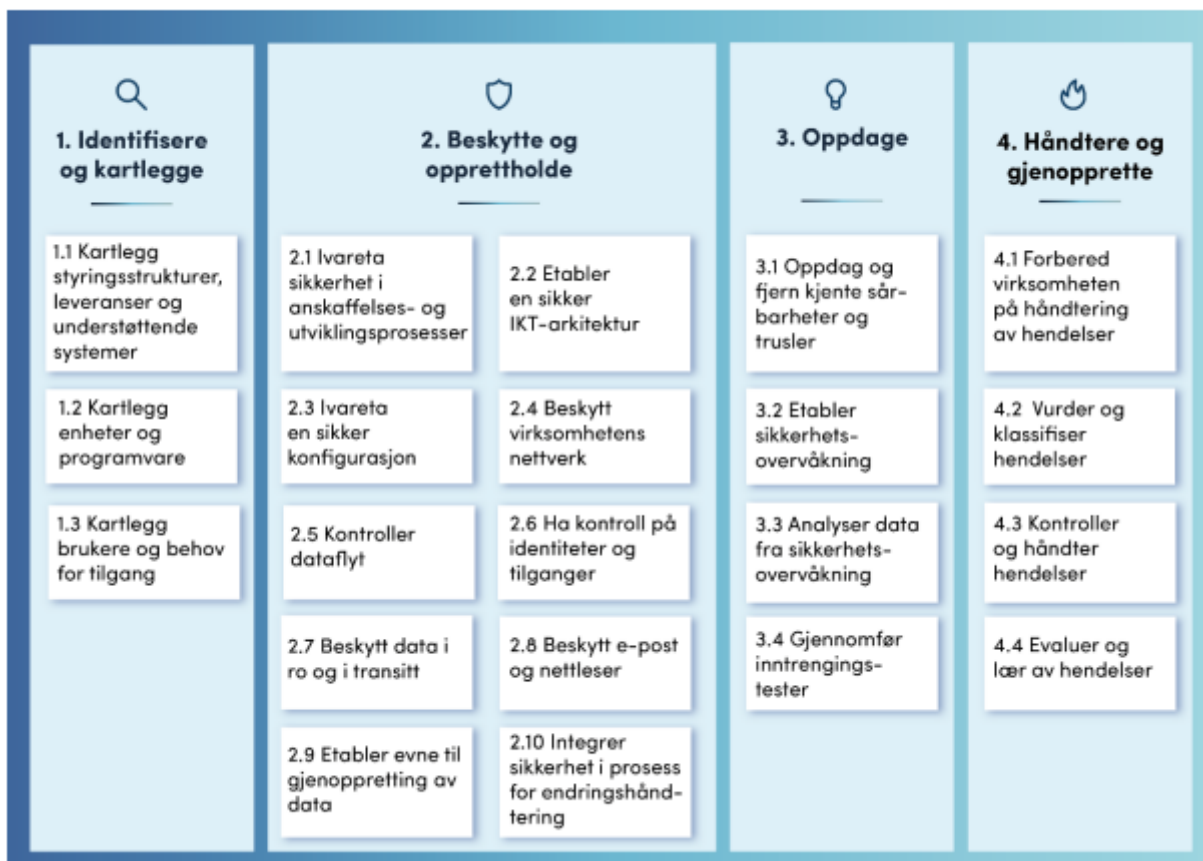 1. Identifisere
og kartlegge
1.1 Kartlegg
styringsstrukturer,
leveranser og
understøttende
systemer
1.2 Kartlegg
enheter og
programvare
1.3 Kartlegg
brukere og behov
for tilgang
2. Beskytte og
opprettholde
2.1 Ivareta
sikkerhet i
anskaffelses- og
utviklingsprosesser
2.2 Etabler
en sikker
IKT-arkitektur
2.3 Ivareta
en sikker
konfigurasjon
2.4 Beskytt
virksomhetens
nettverk
2.5 Kontroller
dataflyt
2.6 Ha kontroll på
identiteter og
tilganger
2.7 Beskytt data i
ro og i transitt
2.8 Beskytt e-post
og nettleser
2.9 Etabler evne til
gjenoppretting av
data
2.10 Integrer
sikkerhet i prosess
for endringshånd-
tering
3. Oppdage
3.1 Oppdag og
fjern kjente sår-
barheter og
trusler
3.2 Etabler
sikkerhets-
overvåkning
3.3 Analyser data
fra sikkerhets-
overvåkning
3.4 Gjennomfør
inntrengings-
tester
4. Håndtere og
gjenopprette
4.1 Forbered
virksomheten
på håndtering
av hendelser
4.2 Vurder og
klassifiser
hendelser
4.3 Kontroller
og håndter
hendelser
4.4 Evaluer og
lær av hendelser